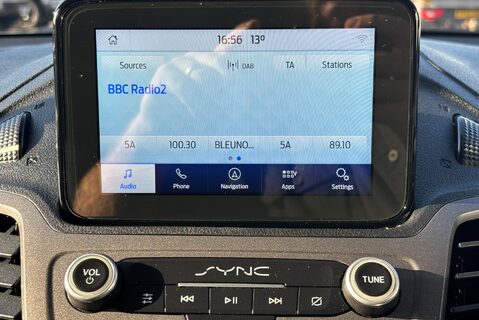 16:56 13º
Sources DAB TA Stations
BBC Radio2
5A 100.30 BLEUNO... 5A 89.10
Audio Phone Navigation Apps Settings
VOL SYNC TUNE